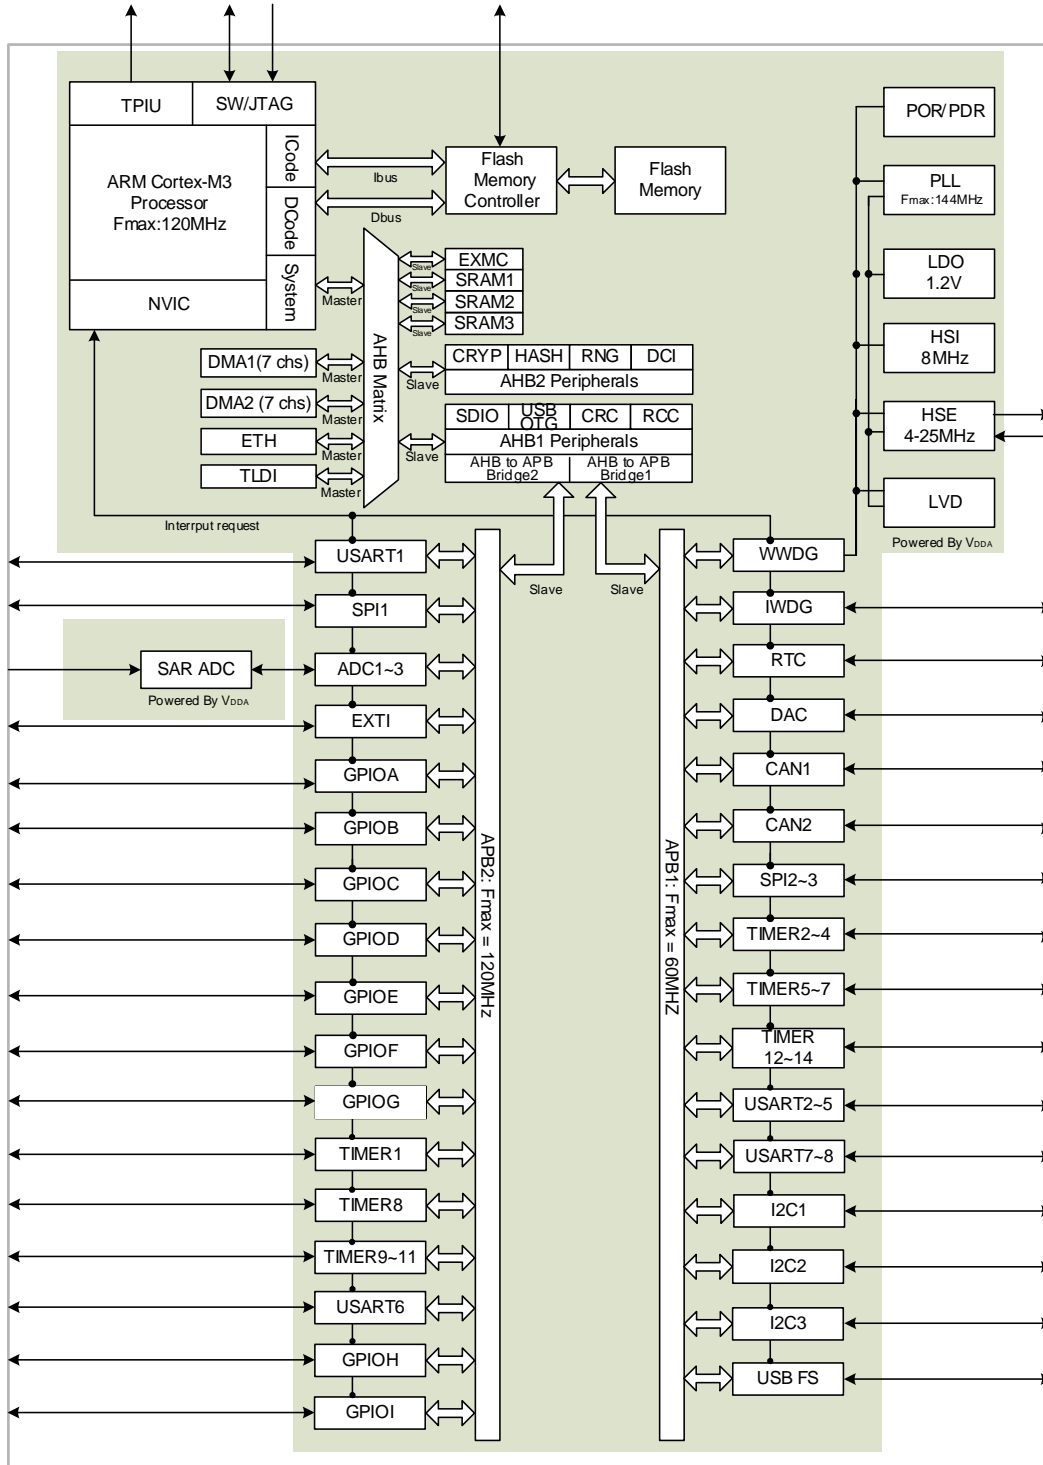 TPIU
SW/JTAG
POR/PDR
ICode
Flash
Memory
Controller
Flash
Memory
ARM Cortex-M3
Processor
Fmax:120MHz
Ibus
PLL
Fmax:144MHz
DCode
Dbus
System
NVIC
Master
AHB Matrix
Slave
EXMC
Slave
SRAM1
Slave
SRAM2
Slave
SRAM3
LDO
1.2V
HSI
8MHz
DMA1(7 chs)
Master
Slave
CRYP
HASH
RNG
DCI
AHB2 Peripherals
DMA2 (7 chs)
Master
SDIO
USB
OTG
CRC
RCC
HSE
4-25MHz
ETH
Master
Slave
AHB1 Peripherals
TLDI
Master
AHB to APB
Bridge2
AHB to APB
Bridge1
LVD
Interrput request
Powered By VDDA
USART1
WWDG
Slave
Slave
SPI1
IWDG
SAR ADC
Powered By VDDA
ADC1~3
RTC
EXTI
DAC
GPIOA
CAN1
GPIOB
CAN2
APB2: Fmax = 120MHz
APB1: Fmax = 60MHZ
GPIOC
SPI2~3
GPIOD
TIMER2~4
GPIOE
TIMER5~7
GPIOF
TIMER
12~14
GPIOG
USART2~5
TIMER1
USART7~8
TIMER8
I2C1
TIMER9~11
I2C2
USART6
I2C3
GPIOH
USB FS
GPIOI